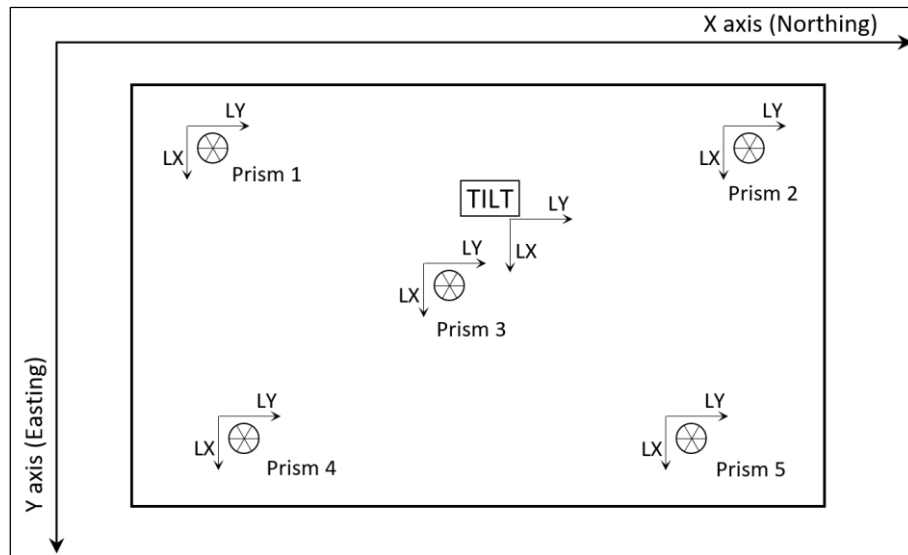 X axis (Northing)
LY
LX
Prism 1
LY
LX
Prism 2
TILT
LY
LX
LY
LX
Prism 3
Y axis (Easting)
LY
LX
Prism 4
LY
LX
Prism 5